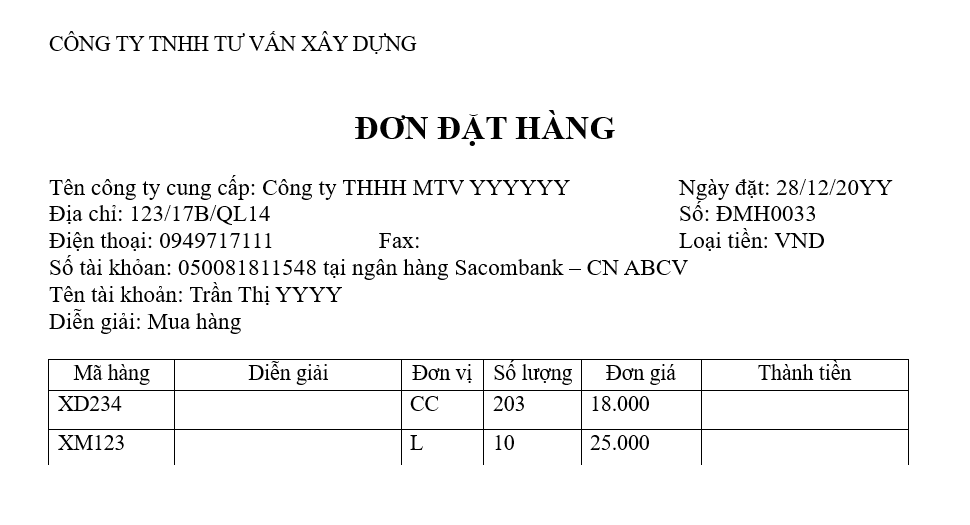 CÔNG TY TNHH TƯ VẤN XÂY DỰNG
ĐƠN ĐẶT HÀNG
Tên công ty cung cấp: Công ty THHH MTV YYYYYY Ngày đặt: 28/12/20YY
Địa chỉ: 123/17B/QL14 Số: ĐMH0033
Điện thoại: 0949717111 Fax: Loại tiền: VND
Số tài khỏan: 050081811548 tại ngân hàng Sacombank – CN ABCV
Tên tài khoản: Trần Thị YYYY
Diễn giải: Mua hàng
Mã hàng Diễn giải Đơn vị Số lượng Đơn giá Thành tiền
XD234 CC 203 18.000
XM123 L 10 25.000